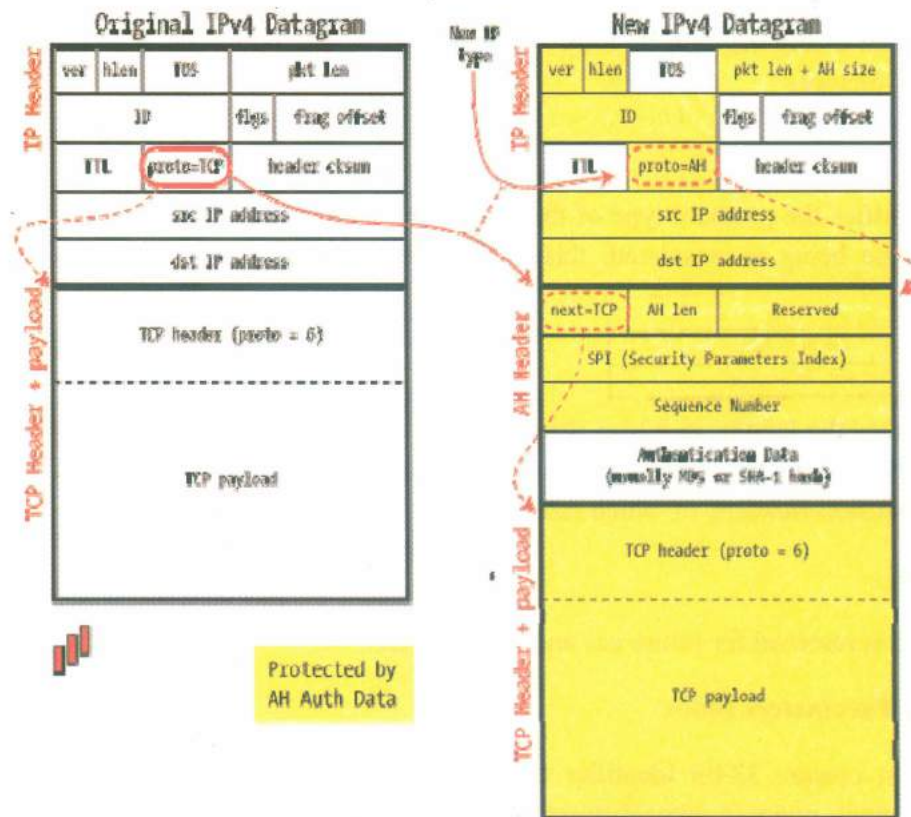 Original IPv4 Datagram
IP Header
ver hlen TOS pkt len
ID flgs frag offset
TTL proto=TCP header cksum
src IP address
dst IP address
TCP Header + payload
TCP header (proto = 6)
TCP payload
Protected by
AH Auth Data
New IP
Type
New IPv4 Datagram
IP Header
ver hlen TOS pkt len + AH size
ID flgs frag offset
TTL proto=AH header cksum
src IP address
dst IP address
AH Header
next=TCP AH len Reserved
SPI (Security Parameters Index)
Sequence Number
Authentication Data
(usually MD5 or SHA-1 hash)
TCP Header + payload
TCP header (proto = 6)
TCP payload